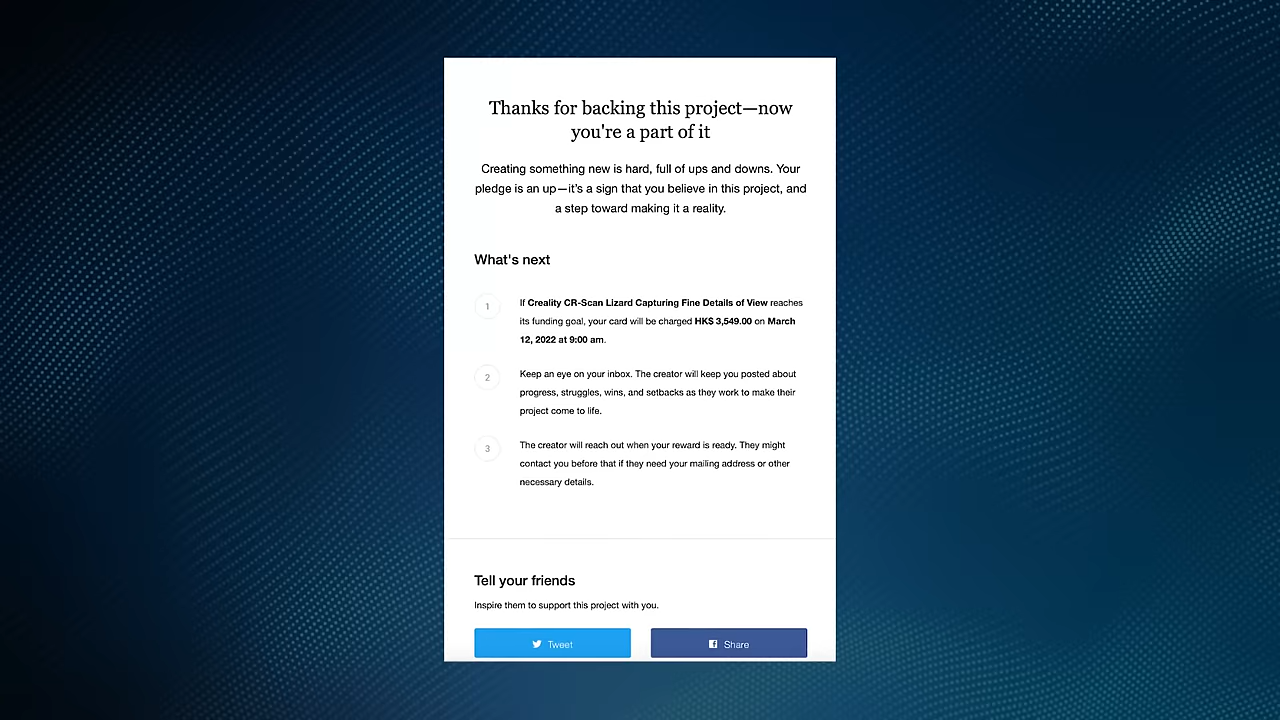 Thanks for backing this project—now
you're a part of it
Creating something new is hard, full of ups and downs. Your
pledge is an up—it's a sign that you believe in this project, and
a step toward making it a reality.
What's next
1
If Creality CR-Scan Lizard Capturing Fine Details of View reaches
its funding goal, your card will be charged HK$ 3,549.00 on March
12, 2022 at 9:00 am.
2
Keep an eye on your inbox. The creator will keep you posted about
progress, struggles, wins, and setbacks as they work to make their
project come to life.
3
The creator will reach out when your reward is ready. They might
contact you before that if they need your mailing address or other
necessary details.
Tell your friends
Inspire them to support this project with you.
Tweet
Share